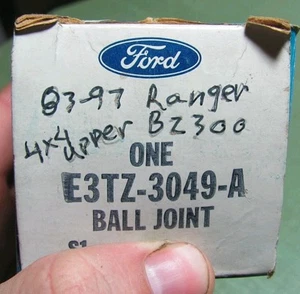 Ford
83-97 Ranger
4x4 upper B2300
ONE
E3TZ-3049-A
BALL JOINT